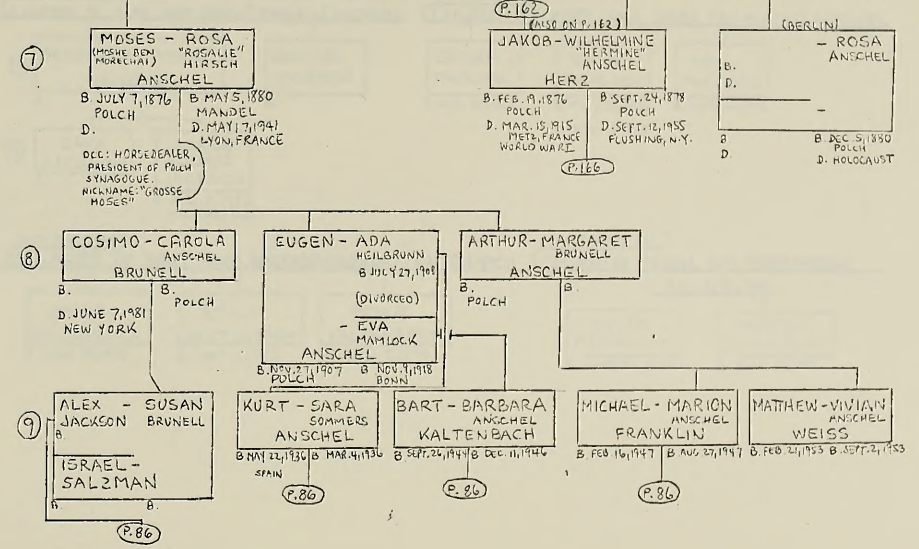 P.162
(ALSO ON P.162)
(BERLIN)
7
MOSES - ROSA
(MOSHE BEN "ROSALIE"
MORECHAI) HIRSCH
ANSCHEL
B. JULY 7, 1876 B MAY 5, 1880
POLCH MANDEL
D. D. MAY 17, 1941
LYON, FRANCE
OCC: HORSEDEALER,
PRESIDENT OF POLCH
SYNAGOGUE.
NICKNAME: "GROSSE
MOSES"
JAKOB - WILHELMINE
"HERMINE"
ANSCHEL
HERZ
B. FEB. 19, 1876 B. SEPT. 24, 1878
POLCH POLCH
D. MAR. 15, 1915 D. SEPT. 12, 1955
METZ, FRANCE FLUSHING, N.Y.
WORLD WAR I
P.166
- ROSA
ANSCHEL
B.
D.
-
B. B. DEC 5, 1880
POLCH
D. D. HOLOCAUST
8
COSIMO - CAROLA
ANSCHEL
BRUNELL
B. B.
POLCH
D. JUNE 7, 1981
NEW YORK
EUGEN - ADA
HEILBRUNN
B JULY 27, 1908
(DIVORCED)
- EVA
MAMLOCK
ANSCHEL
B. NOV. 27, 1907 B NOV. 9, 1918
POLCH BONN
ARTHUR - MARGARET
BRUNELL
ANSCHEL
B. B.
POLCH
9
ALEX - SUSAN
JACKSON BRUNELL
B.
ISRAEL -
SALZMAN
B. B.
P.86
KURT - SARA
SOMMERS
ANSCHEL
B MAY 22, 1936 B MAR. 4, 1936
SPAIN
P.86
BART - BARBARA
ANSCHEL
KALTENBACH
B. SEPT. 26, 1944 B DEC. 11, 1946
P.86
MICHAEL - MARION
ANSCHEL
FRANKLIN
B. FEB. 16, 1947 B AUG 27, 1947
P.86
MATTHEW - VIVIAN
ANSCHEL
WEISS
B. FEB. 21, 1953 B. SEPT. 2, 1953